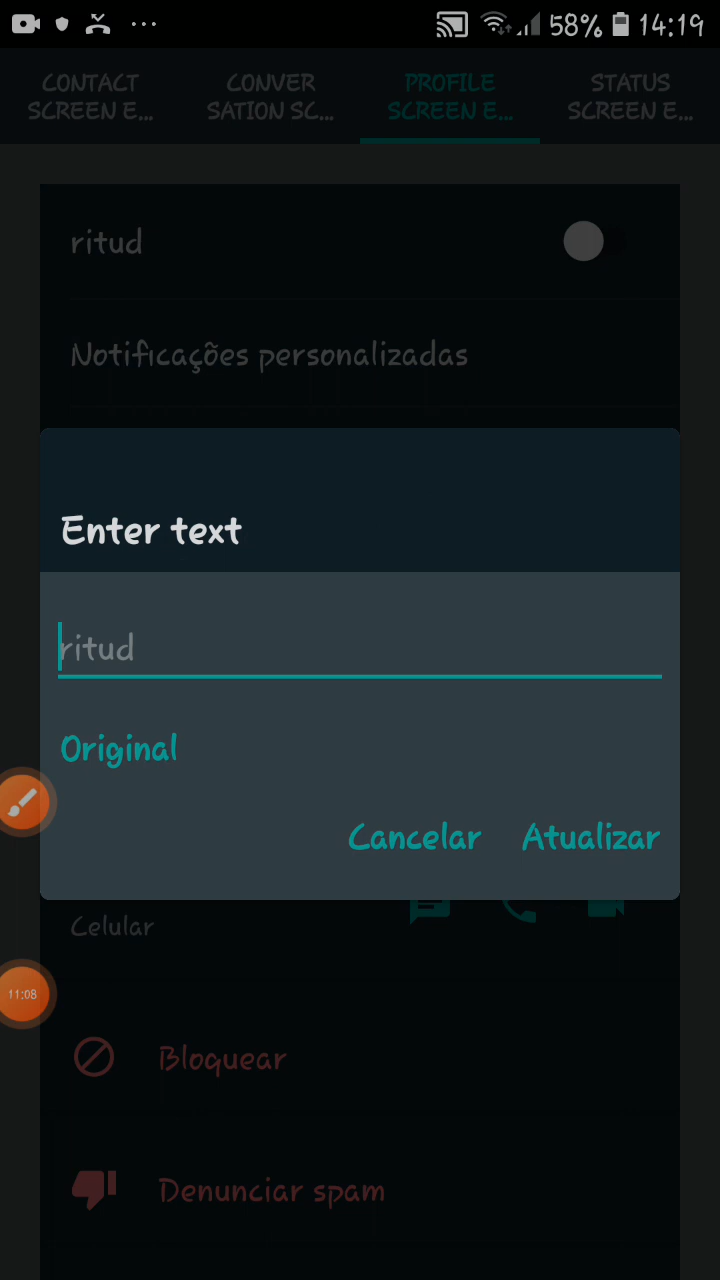 58% 14:19
CONTACT SCREEN E...
CONVER SATION SC...
PROFILE SCREEN E...
STATUS SCREEN E...
ritud
Notificações personalizadas
Enter text
ritud
Original
Cancelar Atualizar
Celular
11:08
Bloquear
Denunciar spam